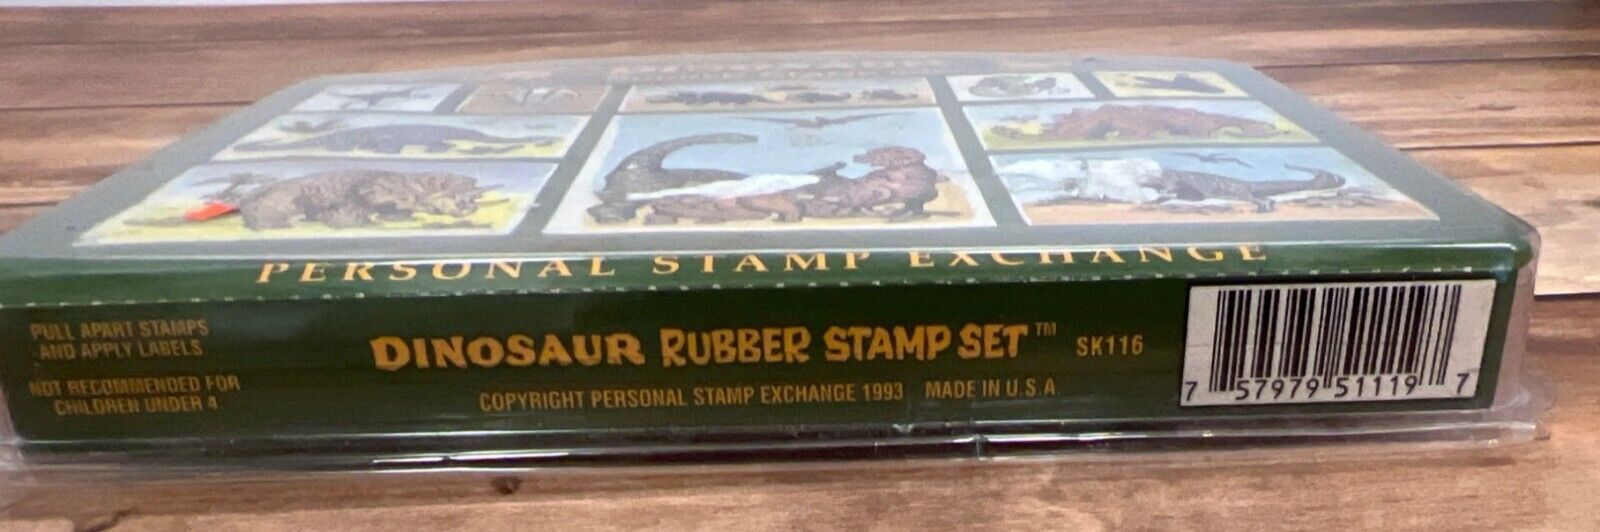 PERSONAL STAMP EXCHANGE
PULL APART STAMPS
AND APPLY LABELS
NOT RECOMMENDED FOR
CHILDREN UNDER 4
DINOSAUR RUBBER STAMP SET™ SK116
COPYRIGHT PERSONAL STAMP EXCHANGE 1993 MADE IN U.S.A
7 57979 51119 7